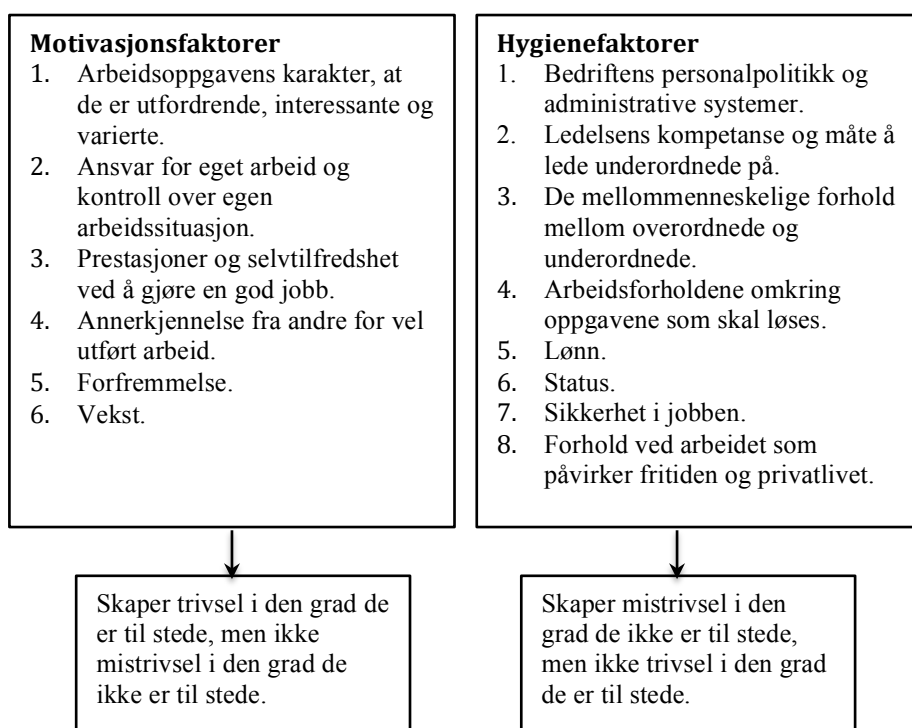 Motivasjonsfaktorer
1. Arbeidsoppgavens karakter, at
de er utfordrende, interessante og
varierte.
2. Ansvar for eget arbeid og
kontroll over egen
arbeidssituasjon.
3. Prestasjoner og selvtilfredshet
ved å gjøre en god jobb.
4. Annerkjennelse fra andre for vel
utført arbeid.
5. Forfremmelse.
6. Vekst.
Hygienefaktorer
1. Bedriftens personalpolitikk og
administrative systemer.
2. Ledelsens kompetanse og måte å
lede underordnede på.
3. De mellommenneskelige forhold
mellom overordnede og
underordnede.
4. Arbeidsforholdene omkring
oppgavene som skal løses.
5. Lønn.
6. Status.
7. Sikkerhet i jobben.
8. Forhold ved arbeidet som
påvirker fritiden og privatlivet.
Skaper trivsel i den grad de
er til stede, men ikke
mistrivsel i den grad de
ikke er til stede.
Skaper mistrivsel i den
grad de ikke er til stede,
men ikke trivsel i den grad
de er til stede.